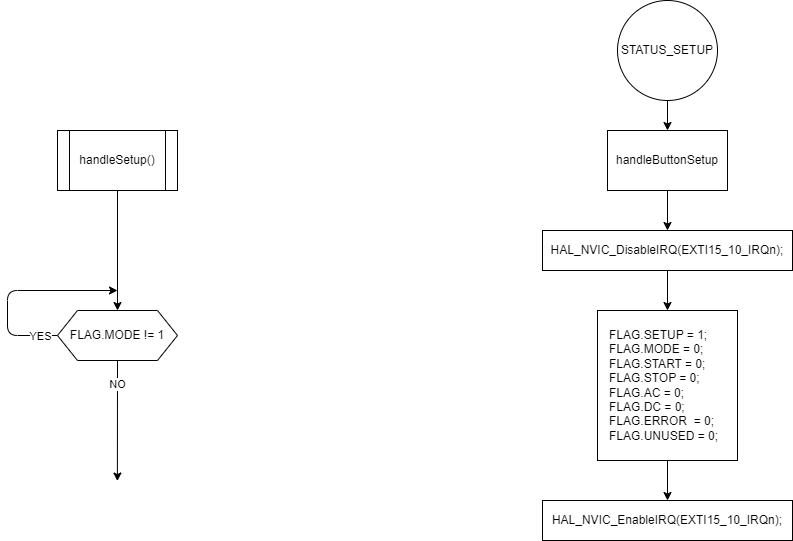 handleSetup()
FLAG.MODE != 1
YES
NO
STATUS_SETUP
handleButtonSetup
HAL_NVIC_DisableIRQ(EXTI15_10_IRQn);
FLAG.SETUP = 1;
FLAG.MODE = 0;
FLAG.START = 0;
FLAG.STOP = 0;
FLAG.AC = 0;
FLAG.DC = 0;
FLAG.ERROR  = 0;
FLAG.UNUSED = 0;
HAL_NVIC_EnableIRQ(EXTI15_10_IRQn);